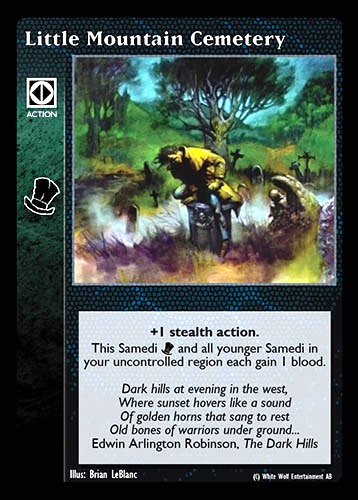 Little Mountain Cemetery
ACTION
+1 stealth action.
This Samedi and all younger Samedi in
your uncontrolled region each gain 1 blood.
Dark hills at evening in the west,
Where sunset hovers like a sound
Of golden horns that sang to rest
Old bones of warriors under ground...
Edwin Arlington Robinson, The Dark Hills
Illus: Brian LeBlanc
(C) White Wolf Entertainment AB